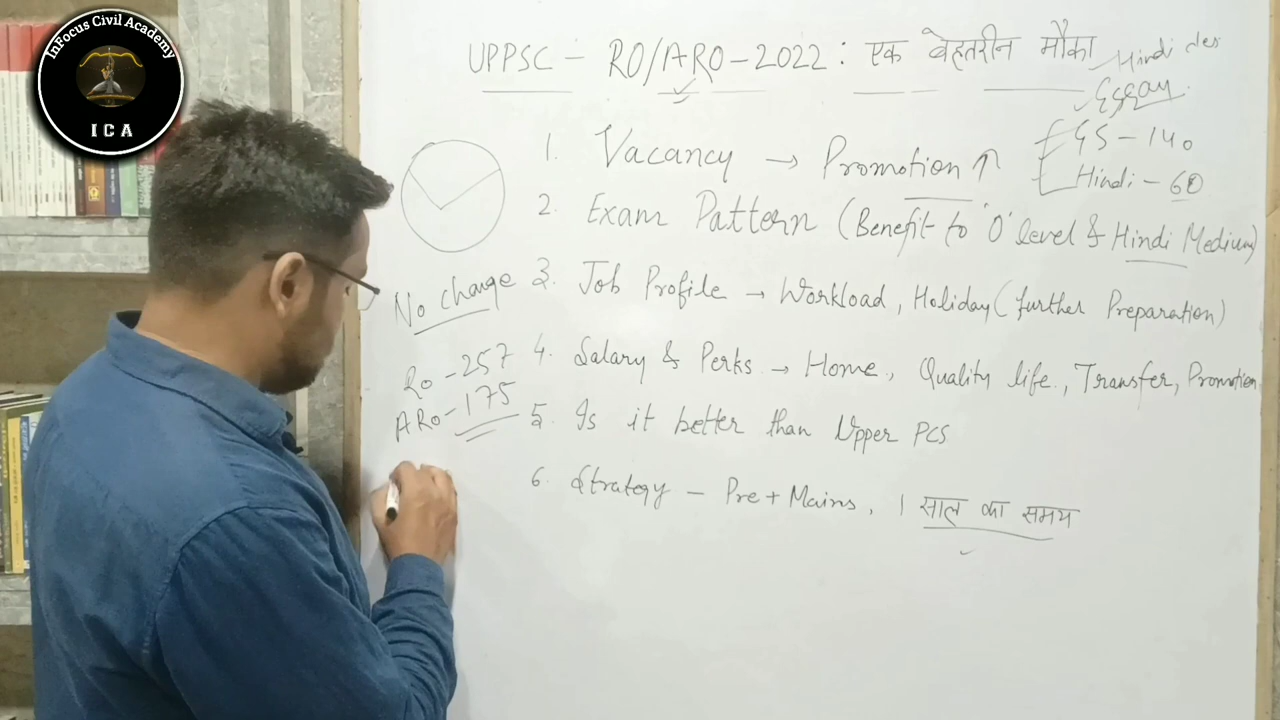 InFocus Civil Academy
ICA
UPPSC - RO/ARO-2022 : एक बेहतरीन मौका
Hindi des
Essay
GS - 140
Hindi - 60
1. Vacancy → Promotion ↑
2. Exam Pattern (Benefit to 'O' level & Hindi Medium)
3. Job Profile → Workload, Holiday (further Preparation)
4. Salary & Perks → Home, Quality life, Transfer, Promotion
5. Is it better than Upper PCS
6. Strategy - Pre + Mains, 1 साल का समय
No change
RO - 257
ARO - 175